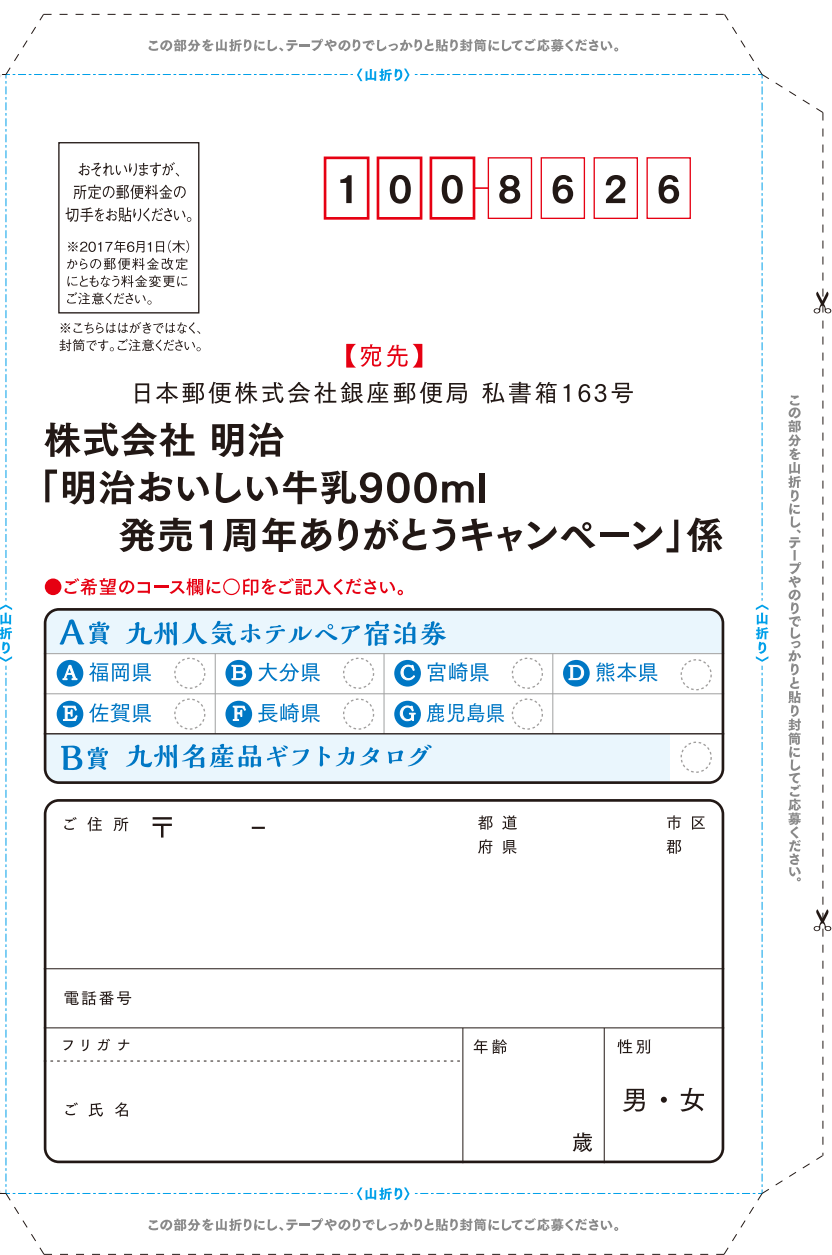 この部分を山折りにし、テープやのりでしっかりと貼り封筒にしてご応募ください。
〈山折り〉
おそれいりますが、
所定の郵便料金の
切手をお貼りください。
※2017年6月1日(木)
からの郵便料金改定
にともなう料金変更に
ご注意ください。
※こちらははがきではなく、
封筒です。ご注意ください。
100-8626
【宛先】
日本郵便株式会社銀座郵便局 私書箱163号
株式会社 明治
「明治おいしい牛乳900ml
発売1周年ありがとうキャンペーン」係
●ご希望のコース欄に○印をご記入ください。
A賞 九州人気ホテルペア宿泊券
A 福岡県 B 大分県 C 宮崎県 D 熊本県
E 佐賀県 F 長崎県 G 鹿児島県
B賞 九州名産品ギフトカタログ
ご住所 〒 － 都道 市区
府県 郡
電話番号
フリガナ 年齢 性別
男・女
ご氏名
歳
〈山折り〉
〈山折り〉
この部分を山折りにし、テープやのりでしっかりと貼り封筒にしてご応募ください。
〈山折り〉
この部分を山折りにし、テープやのりでしっかりと貼り封筒にしてご応募ください。